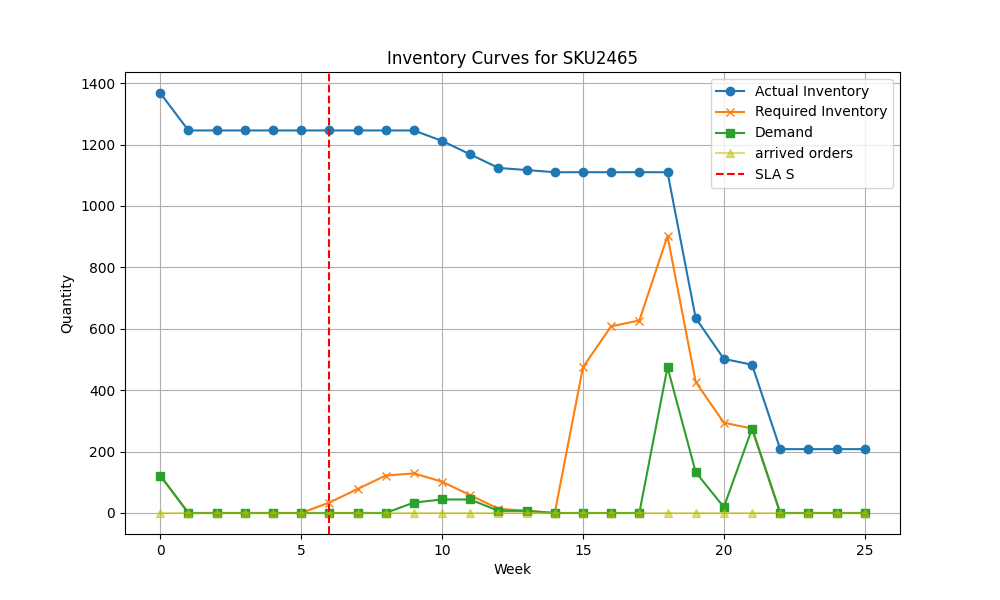 Inventory Curves for SKU2465
1400
1200
1000
800
600
400
200
0
Quantity
Actual Inventory
Required Inventory
Demand
arrived orders
SLA S
0 5 10 15 20 25
Week